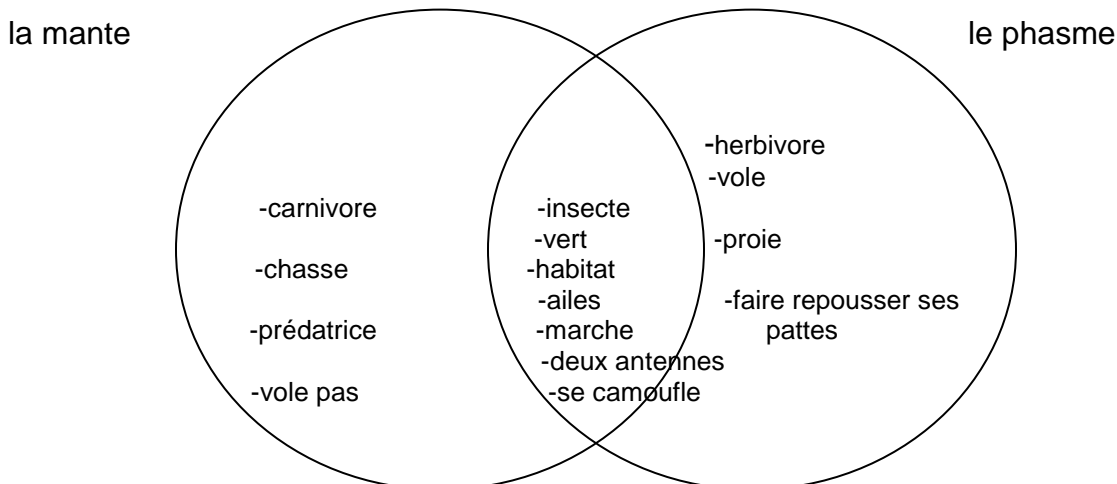 la mante
le phasme
-carnivore
-chasse
-prédatrice
-vole pas
-insecte
-vert
-habitat
-ailes
-marche
-deux antennes
-se camoufle
-herbivore
-vole
-proie
-faire repousser ses
pattes